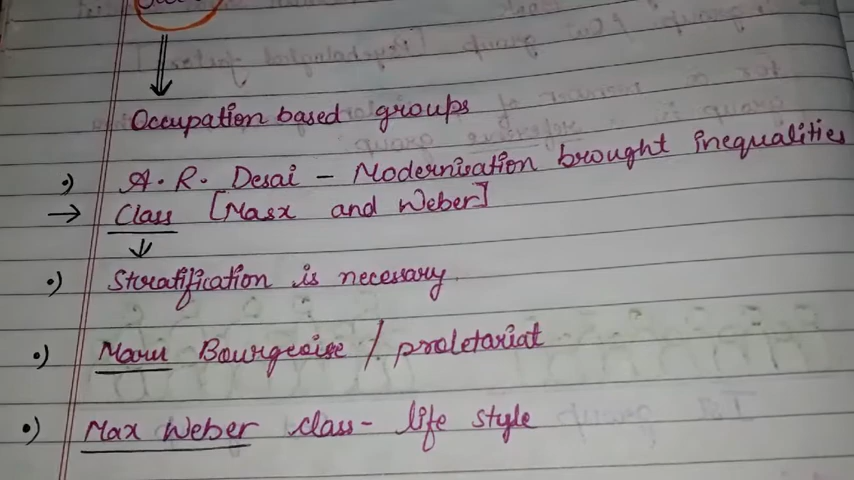 Occupation based groups
•) A. R. Desai – Modernisation brought inequalities
→ Class [Marx and Weber]
•) Stratification is necessary
•) Marx Bourgeoise / proletariat
•) Max Weber class – life style